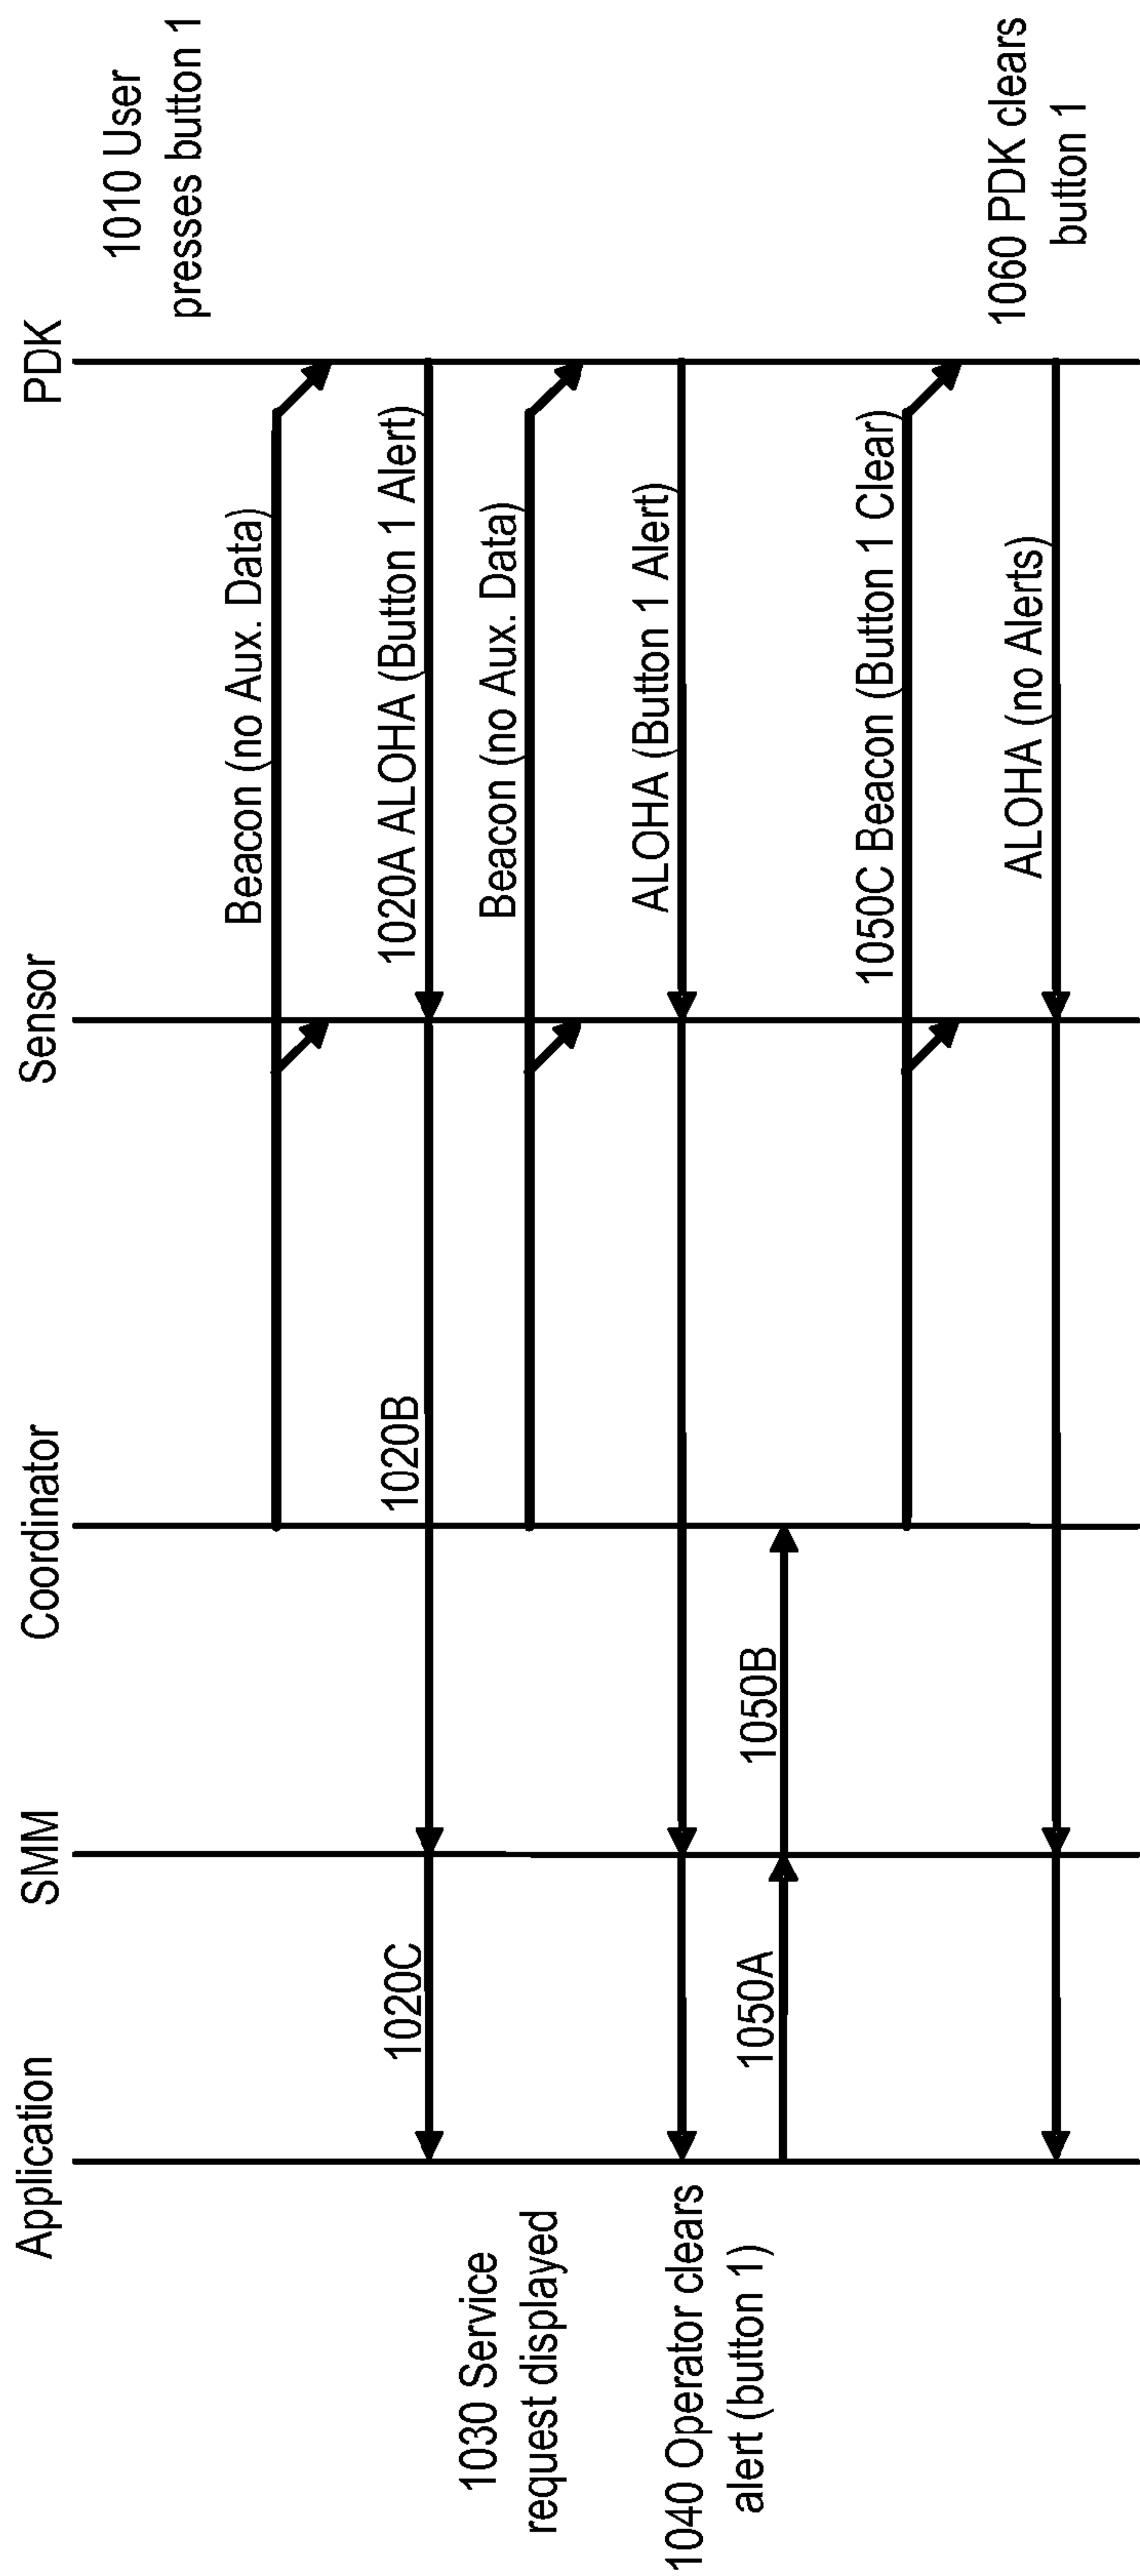 Application
SMM
Coordinator
Sensor
PDK
1010 User
presses button 1
Beacon (no Aux. Data)
1020C
1020B
1020A ALOHA (Button 1 Alert)
1030 Service
request displayed
Beacon (no Aux. Data)
ALOHA (Button 1 Alert)
1040 Operator clears
alert (button 1)
1050A
1050B
1050C Beacon (Button 1 Clear)
1060 PDK clears
button 1
ALOHA (no Alerts)